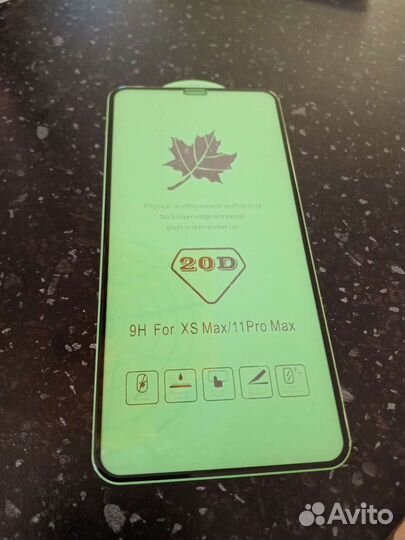 Physical reinforcement technology
No broken edge tempered
glass screen protector
20D
9H For XS Max/11Pro Max
Avito